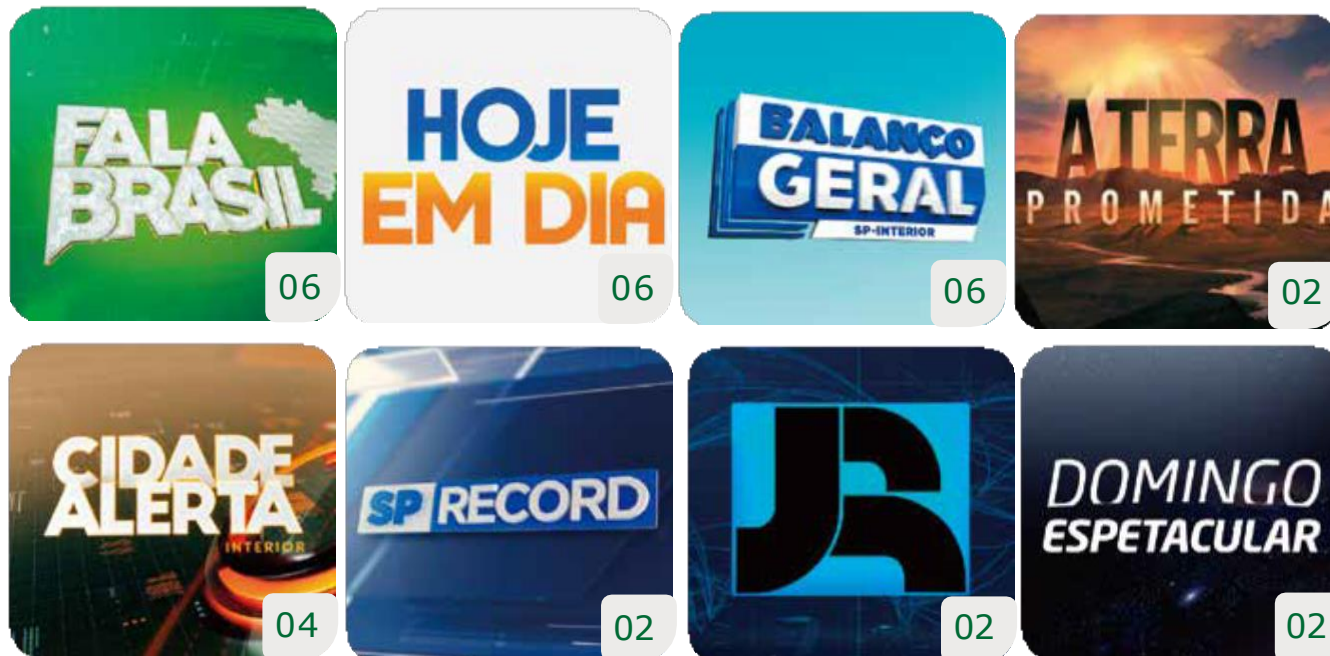 FALA
BRASIL
06
HOJE
EM DIA
06
BALANÇO
GERAL
SP-INTERIOR
06
A TERRA
PROMETIDA
02
CIDADE
ALERTA
INTERIOR
04
SP RECORD
02
JR
02
DOMINGO
ESPETACULAR
02